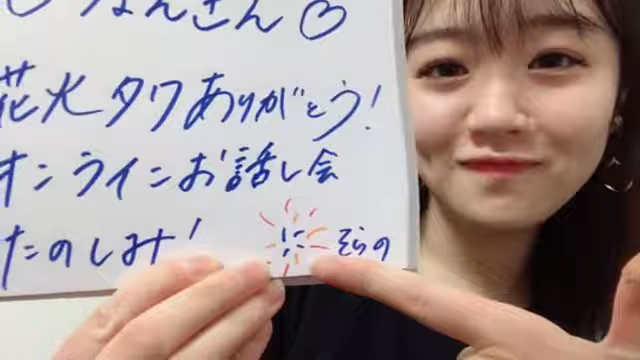 なんさん♡
花火タワありがとう!
オンラインお話し会
たのしみ!
そらの